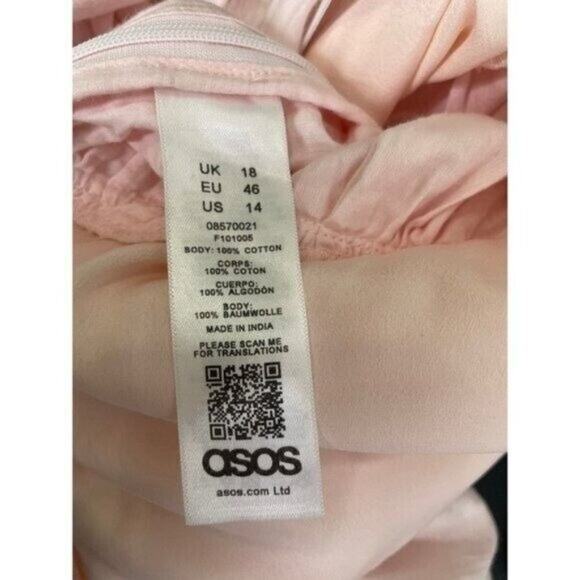 UK 18
EU 46
US 14
08570021
F101005
BODY: 100% COTTON
CORPS:
100% COTON
CUERPO:
100% ALGODÓN
BODY:
100% BAUMWOLLE
MADE IN INDIA
PLEASE SCAN ME
FOR TRANSLATIONS
asos
asos.com Ltd